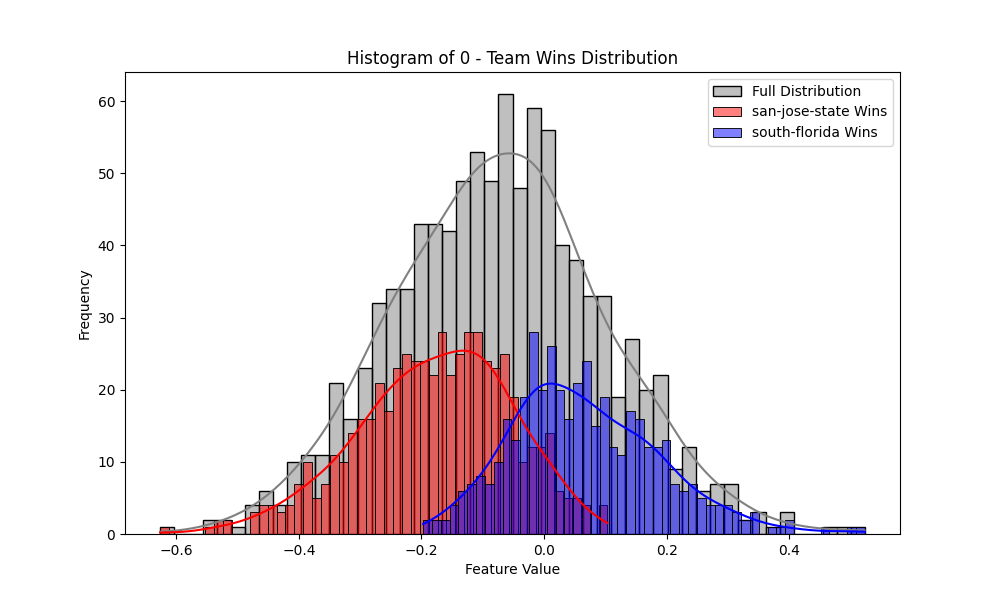 Histogram of 0 - Team Wins Distribution
Full Distribution
san-jose-state Wins
south-florida Wins
Frequency
60
50
40
30
20
10
0
−0.6
−0.4
−0.2
0.0
0.2
0.4
Feature Value